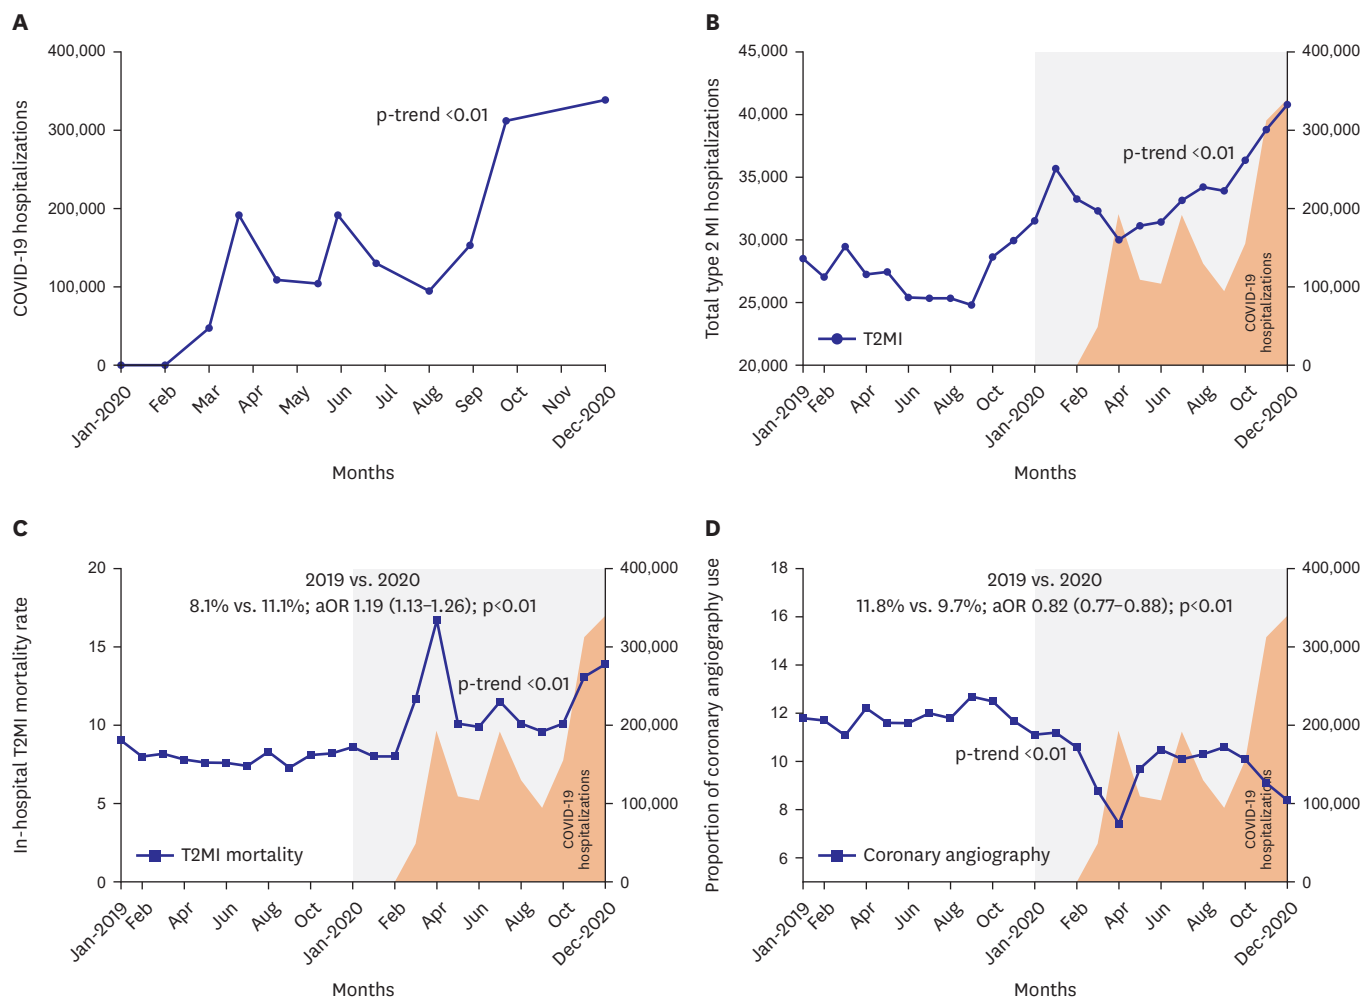 A
400,000
300,000
200,000
100,000
0
COVID-19 hospitalizations
p-trend <0.01
Jan-2020
Feb
Mar
Apr
May
Jun
Jul
Aug
Sep
Oct
Nov
Dec-2020
Months
B
45,000
40,000
35,000
30,000
25,000
20,000
Total type 2 MI hospitalizations
p-trend <0.01
T2MI
COVID-19
hospitalizations
400,000
300,000
200,000
100,000
0
Jan-2019
Feb
Apr
Jun
Aug
Oct
Jan-2020
Feb
Apr
Jun
Aug
Oct
Dec-2020
Months
C
20
15
10
5
0
In-hospital T2MI mortality rate
2019 vs. 2020
8.1% vs. 11.1%; aOR 1.19 (1.13–1.26); p<0.01
p-trend <0.01
T2MI mortality
COVID-19
hospitalizations
400,000
300,000
200,000
100,000
0
Jan-2019
Feb
Apr
Jun
Aug
Oct
Jan-2020
Feb
Apr
Jun
Aug
Oct
Dec-2020
Months
D
18
16
14
12
10
8
6
Proportion of coronary angiography use
2019 vs. 2020
11.8% vs. 9.7%; aOR 0.82 (0.77–0.88); p<0.01
p-trend <0.01
Coronary angiography
COVID-19
hospitalizations
400,000
300,000
200,000
100,000
0
Jan-2019
Feb
Apr
Jun
Aug
Oct
Jan-2020
Feb
Apr
Jun
Aug
Oct
Dec-2020
Months